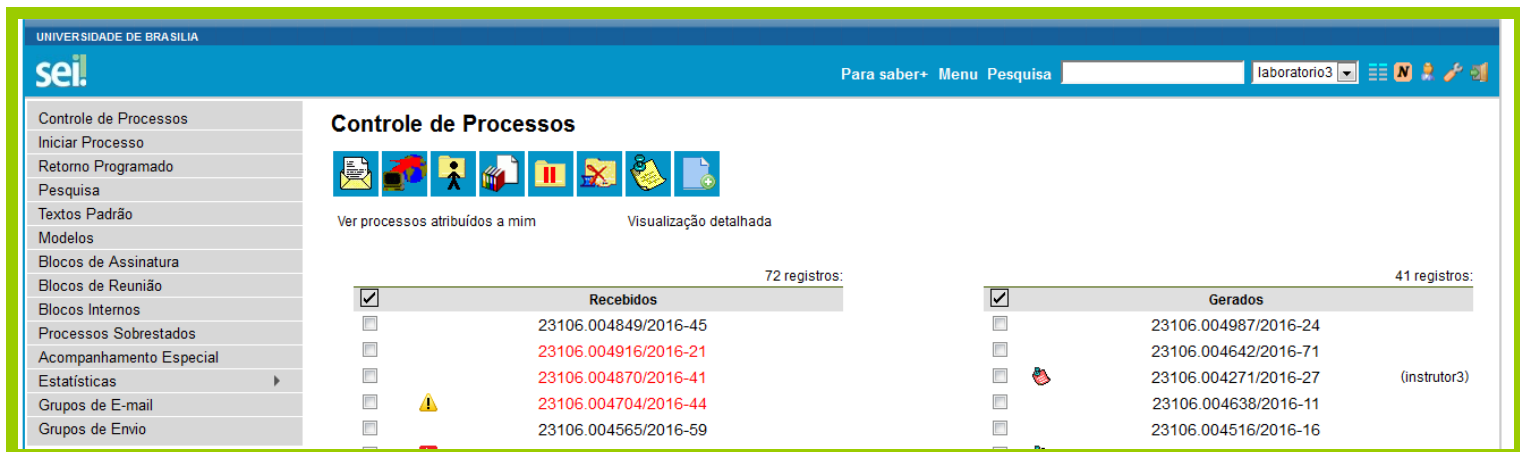 UNIVERSIDADE DE BRASILIA
sei!
Para saber+ Menu Pesquisa laboratorio3 N
Controle de Processos
Iniciar Processo
Retorno Programado
Pesquisa
Textos Padrão
Modelos
Blocos de Assinatura
Blocos de Reunião
Blocos Internos
Processos Sobrestados
Acompanhamento Especial
Estatísticas
Grupos de E-mail
Grupos de Envio
Controle de Processos
Ver processos atribuídos a mim Visualização detalhada
72 registros:
Recebidos
23106.004849/2016-45
23106.004916/2016-21
23106.004870/2016-41
23106.004704/2016-44
23106.004565/2016-59
41 registros:
Gerados
23106.004987/2016-24
23106.004642/2016-71
23106.004271/2016-27 (instrutor3)
23106.004638/2016-11
23106.004516/2016-16